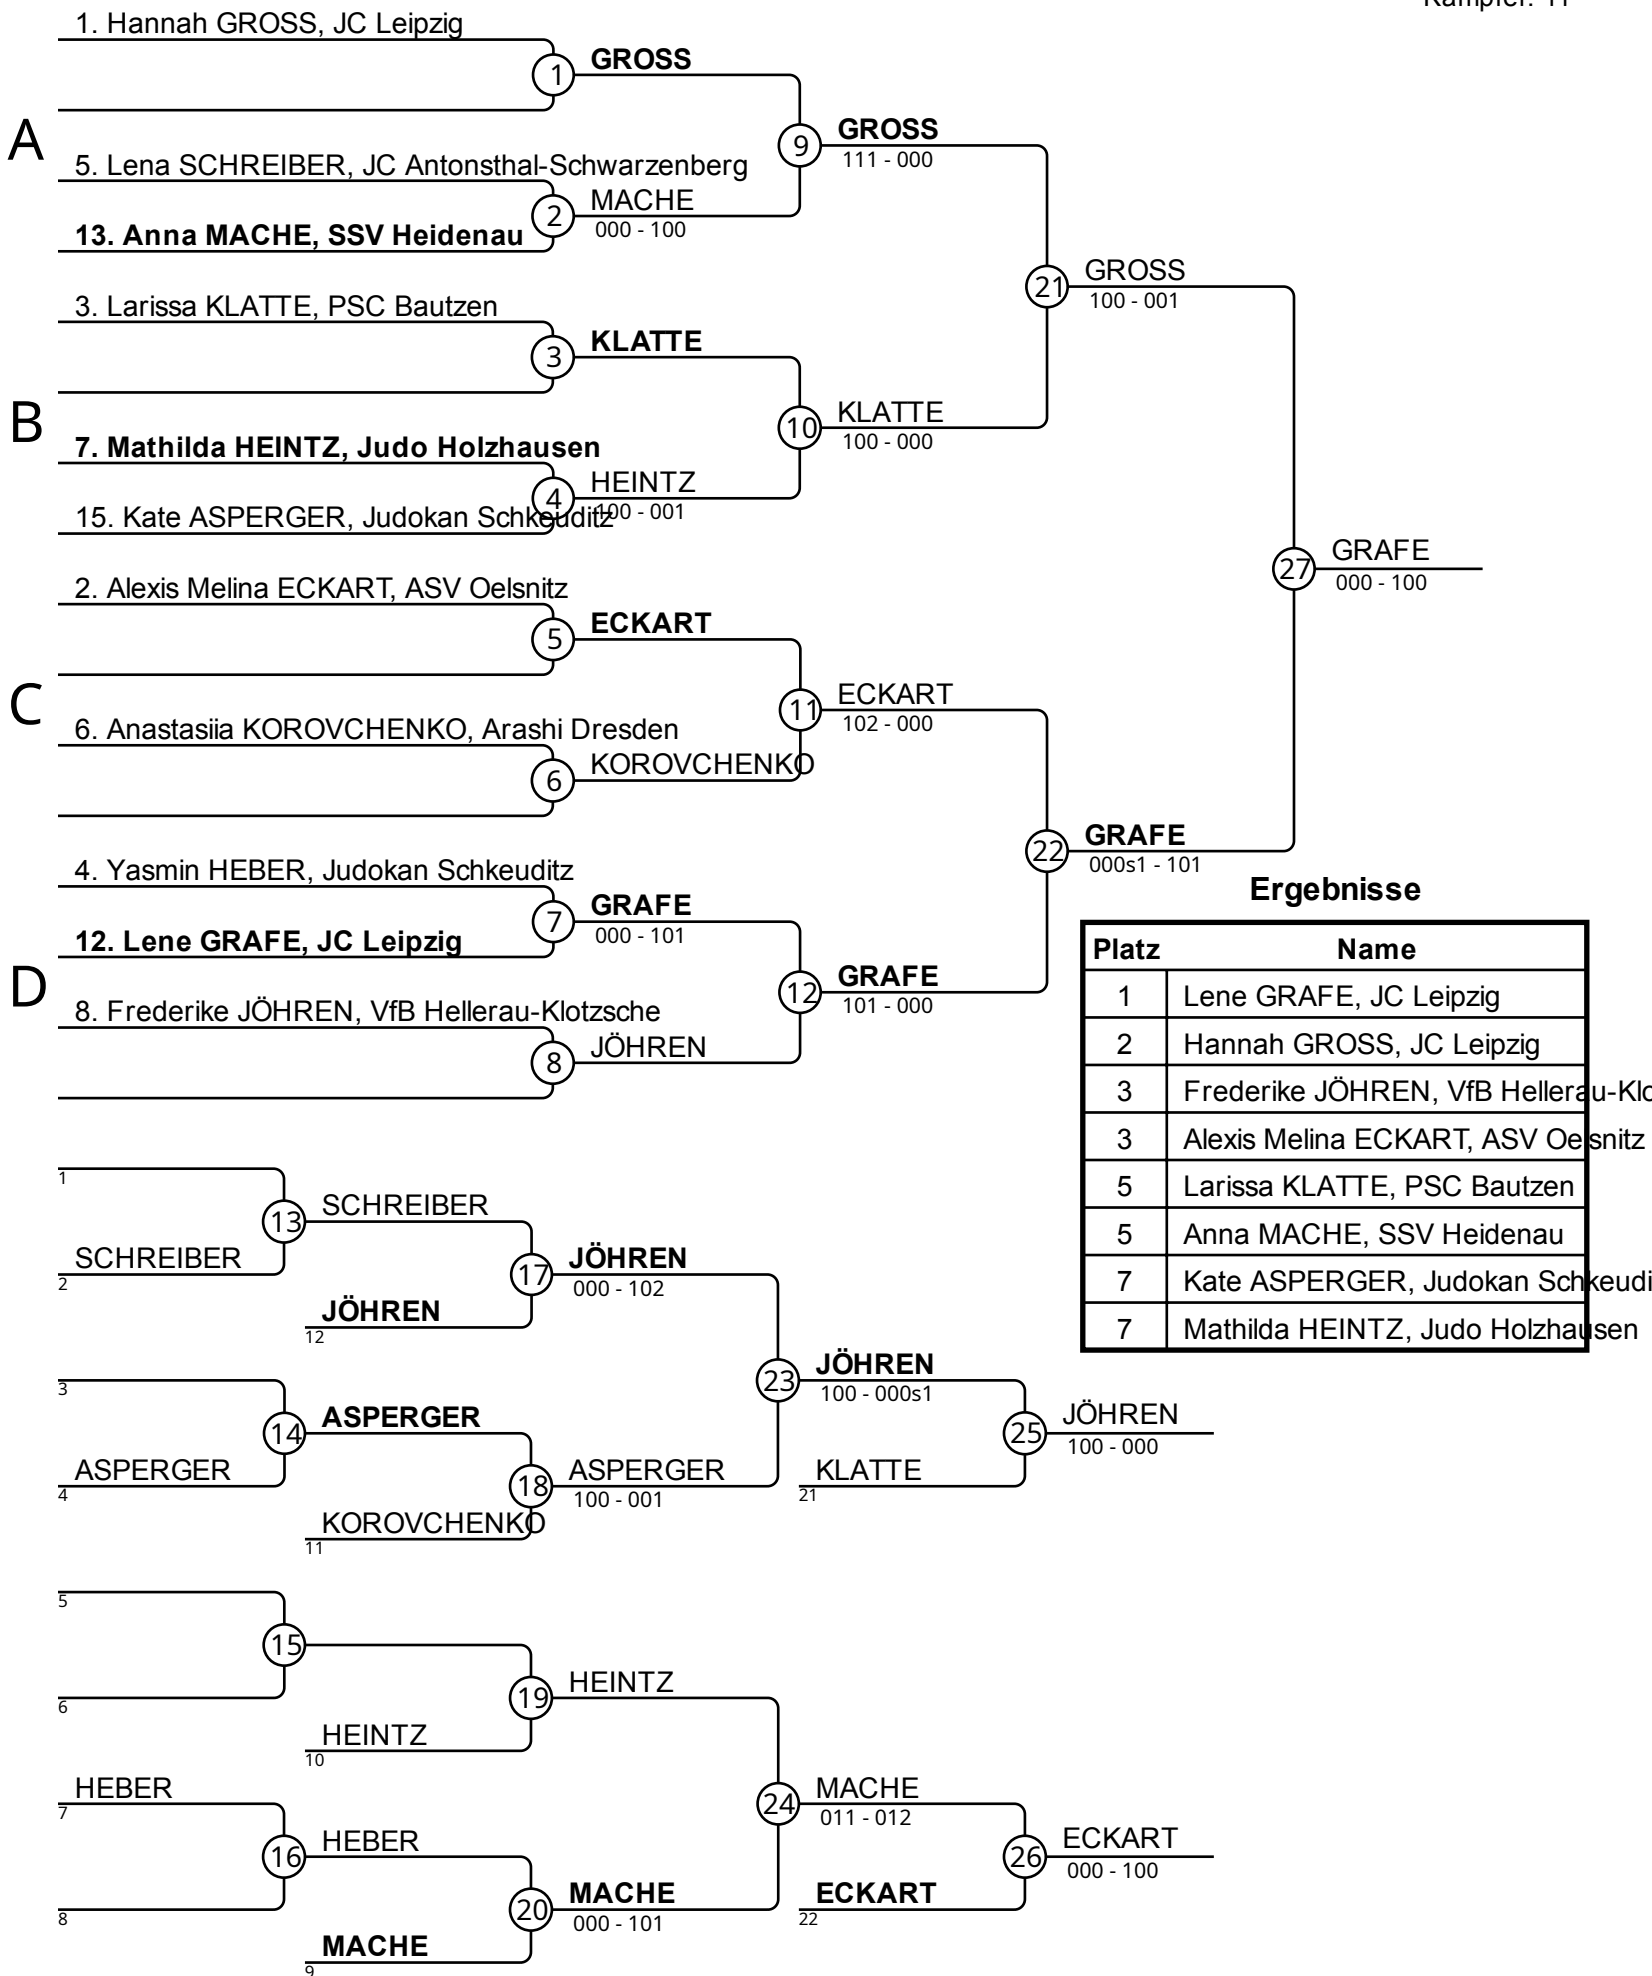 1. Hannah GROSS, JC Leipzig
1
GROSS
A
9
GROSS
111 - 000
5. Lena SCHREIBER, JC Antonsthal-Schwarzenberg
2
MACHE
000 - 100
13. Anna MACHE, SSV Heidenau
21
GROSS
100 - 001
3. Larissa KLATTE, PSC Bautzen
3
KLATTE
B
10
KLATTE
100 - 000
7. Mathilda HEINTZ, Judo Holzhausen
4
HEINTZ
100 - 001
15. Kate ASPERGER, Judokan Schkeuditz
27
GRAFE
000 - 100
2. Alexis Melina ECKART, ASV Oelsnitz
5
ECKART
C
11
ECKART
102 - 000
6. Anastasiia KOROVCHENKO, Arashi Dresden
6
KOROVCHENKO
22
GRAFE
000s1 - 101
4. Yasmin HEBER, Judokan Schkeuditz
7
GRAFE
000 - 101
12. Lene GRAFE, JC Leipzig
D
12
GRAFE
101 - 000
8. Frederike JÖHREN, VfB Hellerau-Klotzsche
8
JÖHREN
Ergebnisse
Platz Name
1 Lene GRAFE, JC Leipzig
2 Hannah GROSS, JC Leipzig
3 Frederike JÖHREN, VfB Hellerau-Klo
3 Alexis Melina ECKART, ASV Oelsnitz
5 Larissa KLATTE, PSC Bautzen
5 Anna MACHE, SSV Heidenau
7 Kate ASPERGER, Judokan Schkeudi
7 Mathilda HEINTZ, Judo Holzhausen
1
13
SCHREIBER
SCHREIBER
2
17
JÖHREN
000 - 102
JÖHREN
12
23
JÖHREN
100 - 000s1
3
14
ASPERGER
ASPERGER
4
18
ASPERGER
100 - 001
KOROVCHENKO
11
25
JÖHREN
100 - 000
KLATTE
21
5
15
6
19
HEINTZ
HEINTZ
10
HEBER
7
16
HEBER
8
20
MACHE
000 - 101
MACHE
9
24
MACHE
011 - 012
26
ECKART
000 - 100
ECKART
22